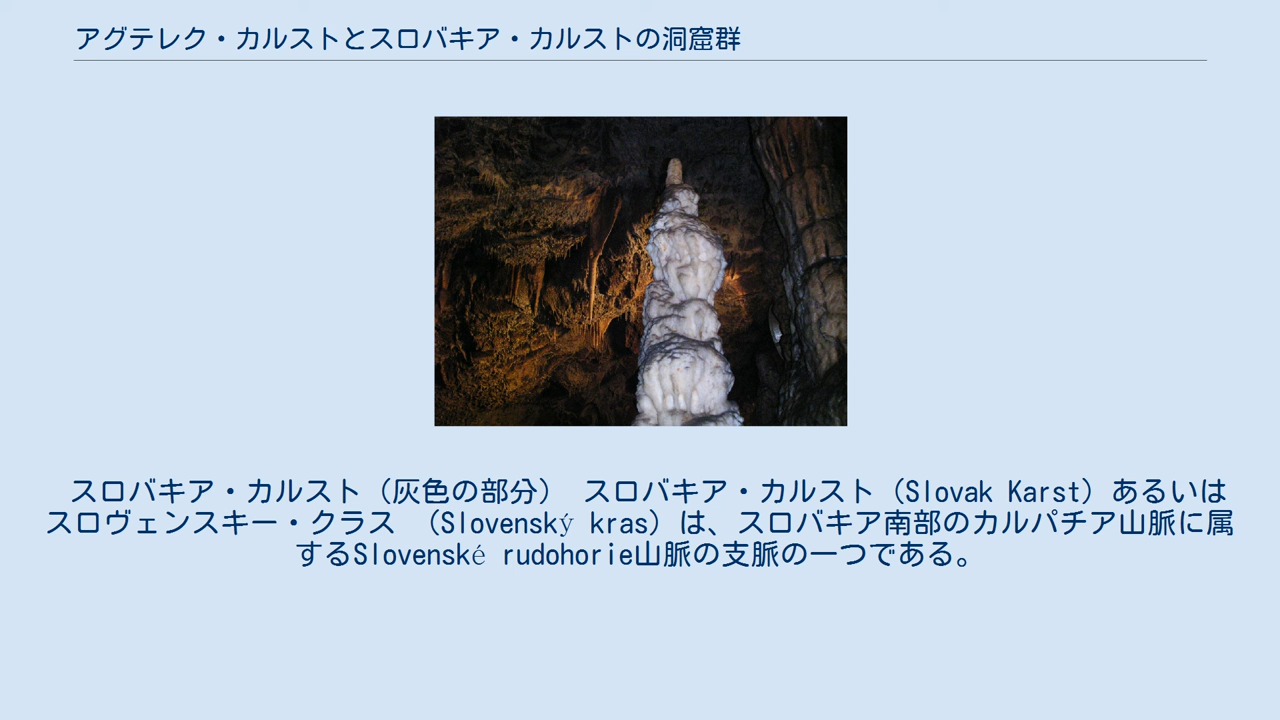 アグテレク・カルストとスロバキア・カルストの洞窟群
スロバキア・カルスト（灰色の部分） スロバキア・カルスト（Slovak Karst）あるいは
スロヴェンスキー・クラス （Slovenský kras）は、スロバキア南部のカルパチア山脈に属
するSlovenské rudohorie山脈の支脈の一つである。